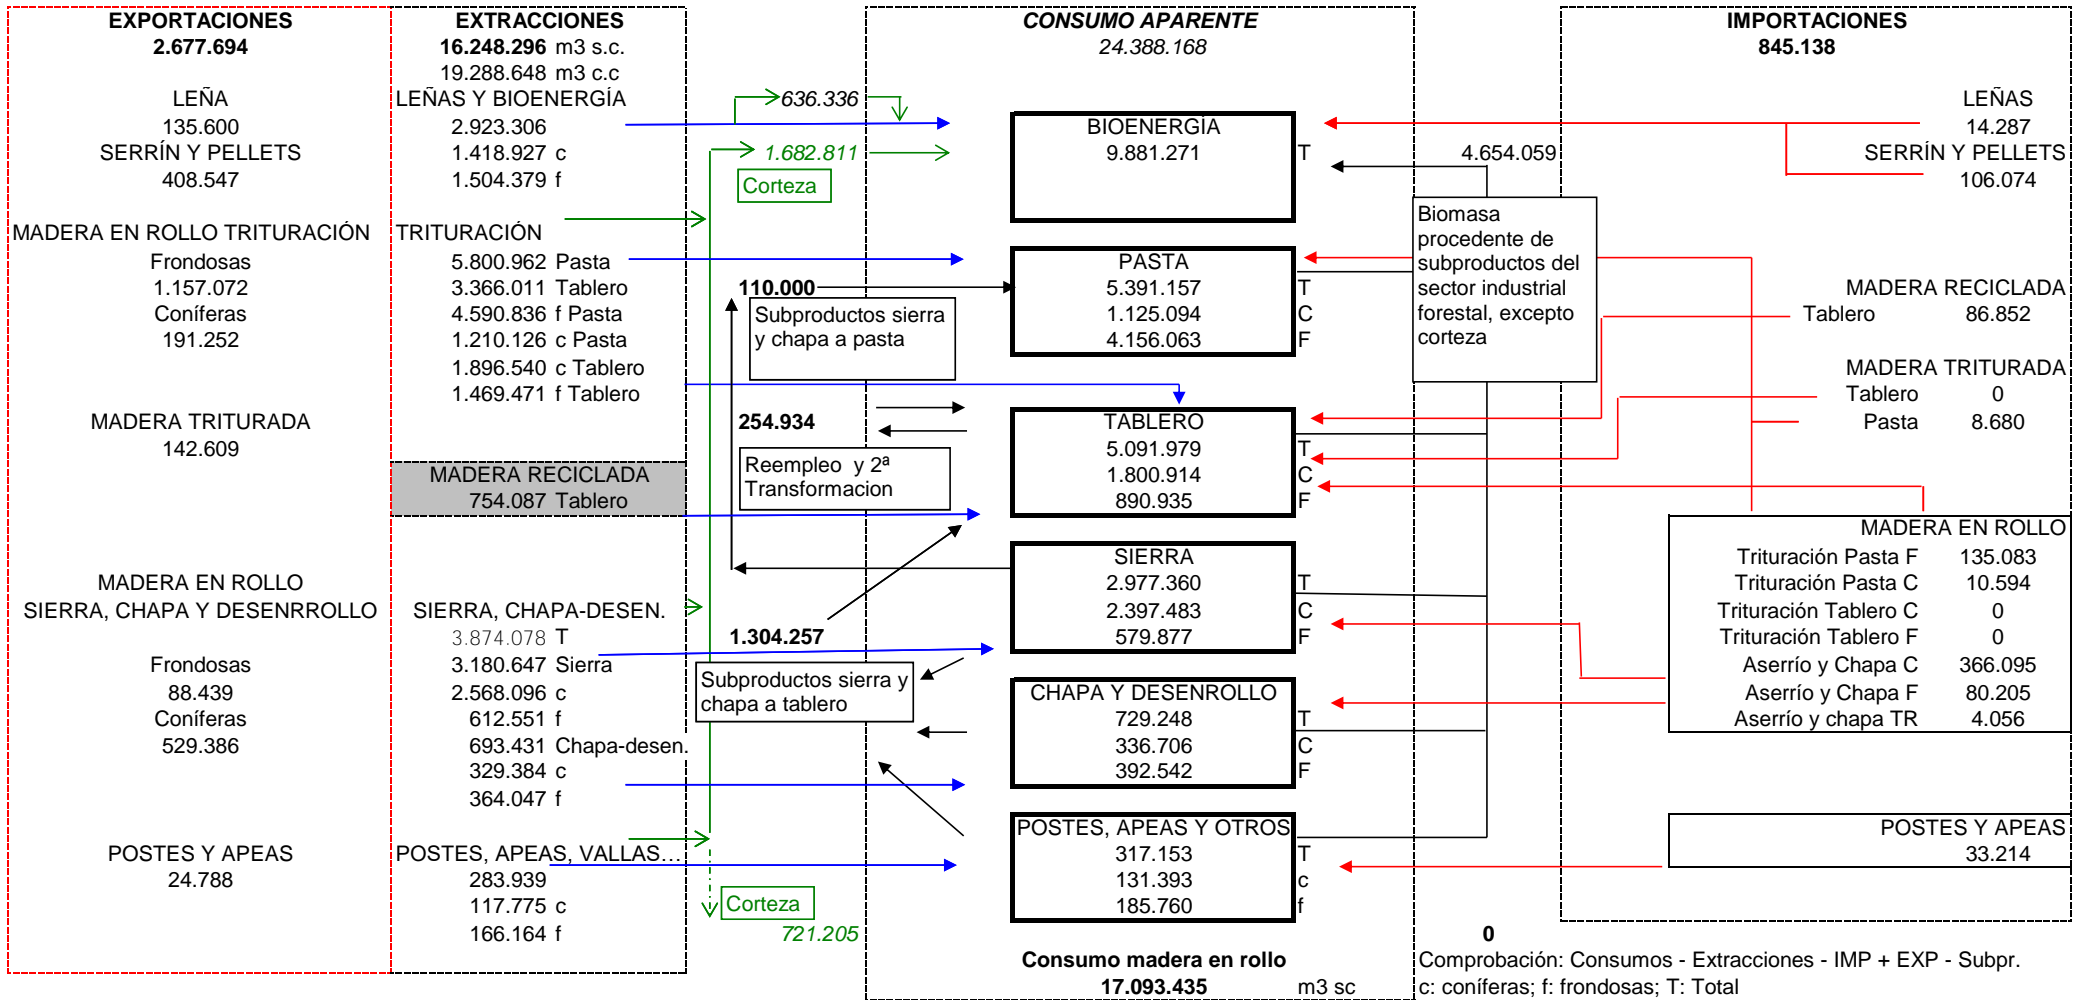 EXPORTACIONES
2.677.694
LEÑA
135.600
SERRÍN Y PELLETS
408.547
MADERA EN ROLLO TRITURACIÓN
Frondosas
1.157.072
Coníferas
191.252
MADERA TRITURADA
142.609
MADERA EN ROLLO
SIERRA, CHAPA Y DESENRROLLO
Frondosas
88.439
Coníferas
529.386
POSTES Y APEAS
24.788
EXTRACCIONES
16.248.296 m3 s.c.
19.288.648 m3 c.c
LEÑAS Y BIOENERGÍA
2.923.306
1.418.927 c
1.504.379 f
TRITURACIÓN
5.800.962 Pasta
3.366.011 Tablero
4.590.836 f Pasta
1.210.126 c Pasta
1.896.540 c Tablero
1.469.471 f Tablero
MADERA RECICLADA
754.087 Tablero
SIERRA, CHAPA-DESEN.
3.874.078 T
3.180.647 Sierra
2.568.096 c
612.551 f
693.431 Chapa-desen.
329.384 c
364.047 f
POSTES, APEAS, VALLAS…
283.939
117.775 c
166.164 f
636.336
1.682.811
Corteza
110.000
Subproductos sierra
y chapa a pasta
254.934
Reempleo y 2ª
Transformacion
1.304.257
Subproductos sierra y
chapa a tablero
Corteza
721.205
CONSUMO APARENTE
24.388.168
BIOENERGÍA
9.881.271 T
PASTA
5.391.157 T
1.125.094 C
4.156.063 F
TABLERO
5.091.979 T
1.800.914 C
890.935 F
SIERRA
2.977.360 T
2.397.483 C
579.877 F
CHAPA Y DESENROLLO
729.248 T
336.706 C
392.542 F
POSTES, APEAS Y OTROS
317.153 T
131.393 c
185.760 f
Consumo madera en rollo
17.093.435 m3 sc
4.654.059
Biomasa
procedente de
subproductos del
sector industrial
forestal, excepto
corteza
IMPORTACIONES
845.138
LEÑAS
14.287
SERRÍN Y PELLETS
106.074
MADERA RECICLADA
Tablero 86.852
MADERA TRITURADA
Tablero 0
Pasta 8.680
MADERA EN ROLLO
Trituración Pasta F 135.083
Trituración Pasta C 10.594
Trituración Tablero C 0
Trituración Tablero F 0
Aserrío y Chapa C 366.095
Aserrío y Chapa F 80.205
Aserrío y chapa TR 4.056
POSTES Y APEAS
33.214
0
Comprobación: Consumos - Extracciones - IMP + EXP - Subpr.
c: coníferas; f: frondosas; T: Total